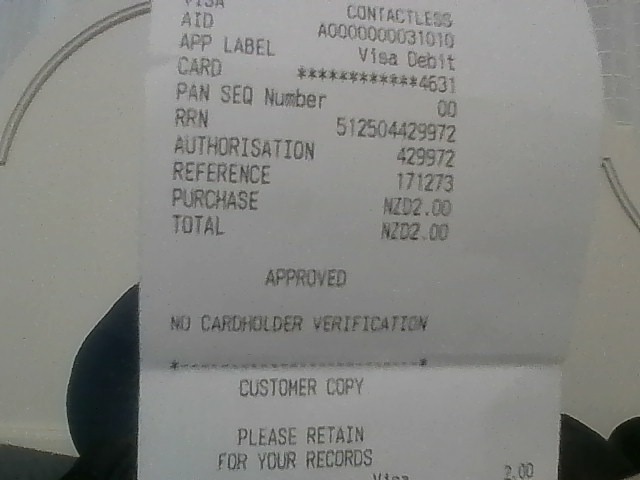 VISA CONTACTLESS
AID A0000000031010
APP LABEL Visa Debit
CARD ************4631
PAN SEQ Number 00
RRN 512504429972
AUTHORISATION 429972
REFERENCE 171273
PURCHASE NZD2.00
TOTAL NZD2.00
APPROVED
NO CARDHOLDER VERIFICATION
*----------------------------*
CUSTOMER COPY
PLEASE RETAIN
FOR YOUR RECORDS
Visa 2.00